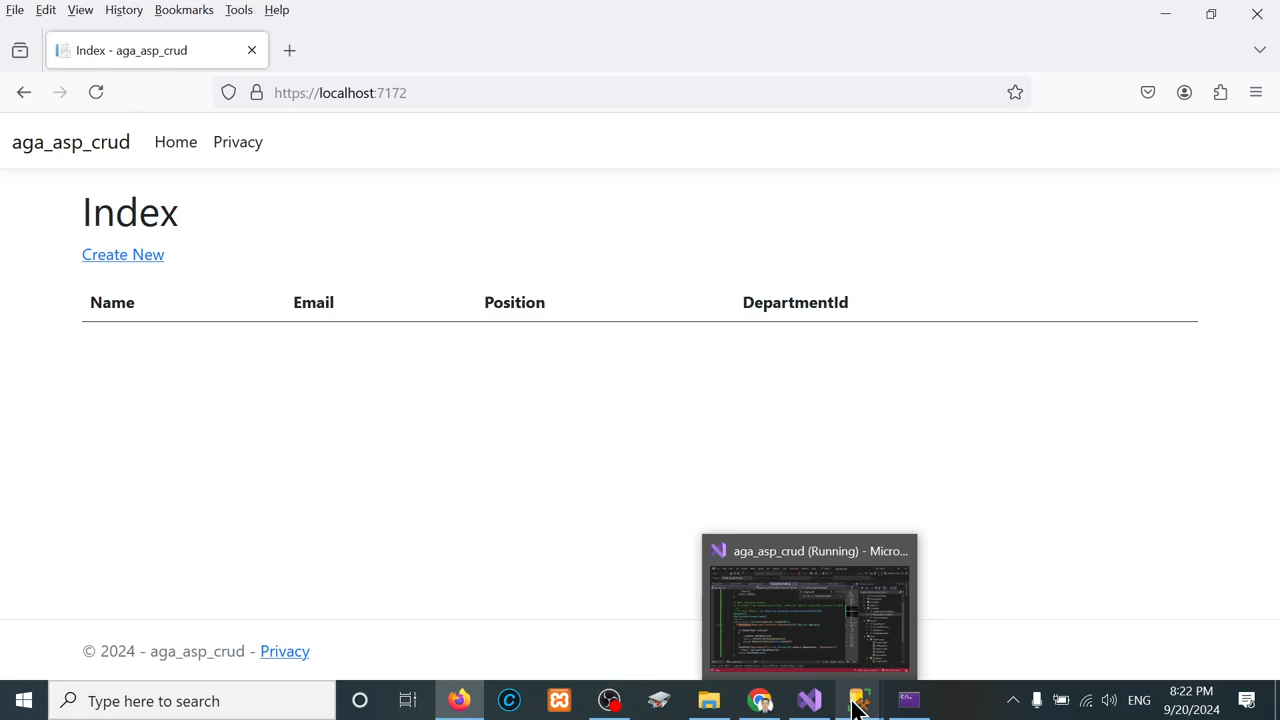 File Edit View History Bookmarks Tools Help
Index - aga_asp_crud
https://localhost:7172
aga_asp_crud Home Privacy
Index
Create New
Name Email Position DepartmentId
aga_asp_crud (Running) - Micro...
© 2024 - aga_asp_crud - Privacy
Type here to search
ENG
8:22 PM
9/20/2024